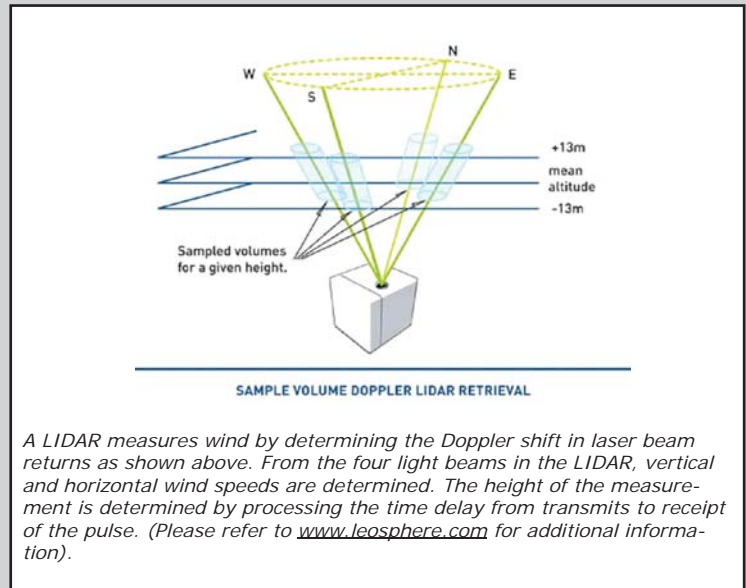 N
W
E
S
+13m
mean
altitude
-13m
Sampled volumes
for a given height.
SAMPLE VOLUME DOPPLER LIDAR RETRIEVAL
A LIDAR measures wind by determining the Doppler shift in laser beam
returns as shown above. From the four light beams in the LIDAR, vertical
and horizontal wind speeds are determined. The height of the measure-
ment is determined by processing the time delay from transmits to receipt
of the pulse. (Please refer to www.leosphere.com for additional informa-
tion).